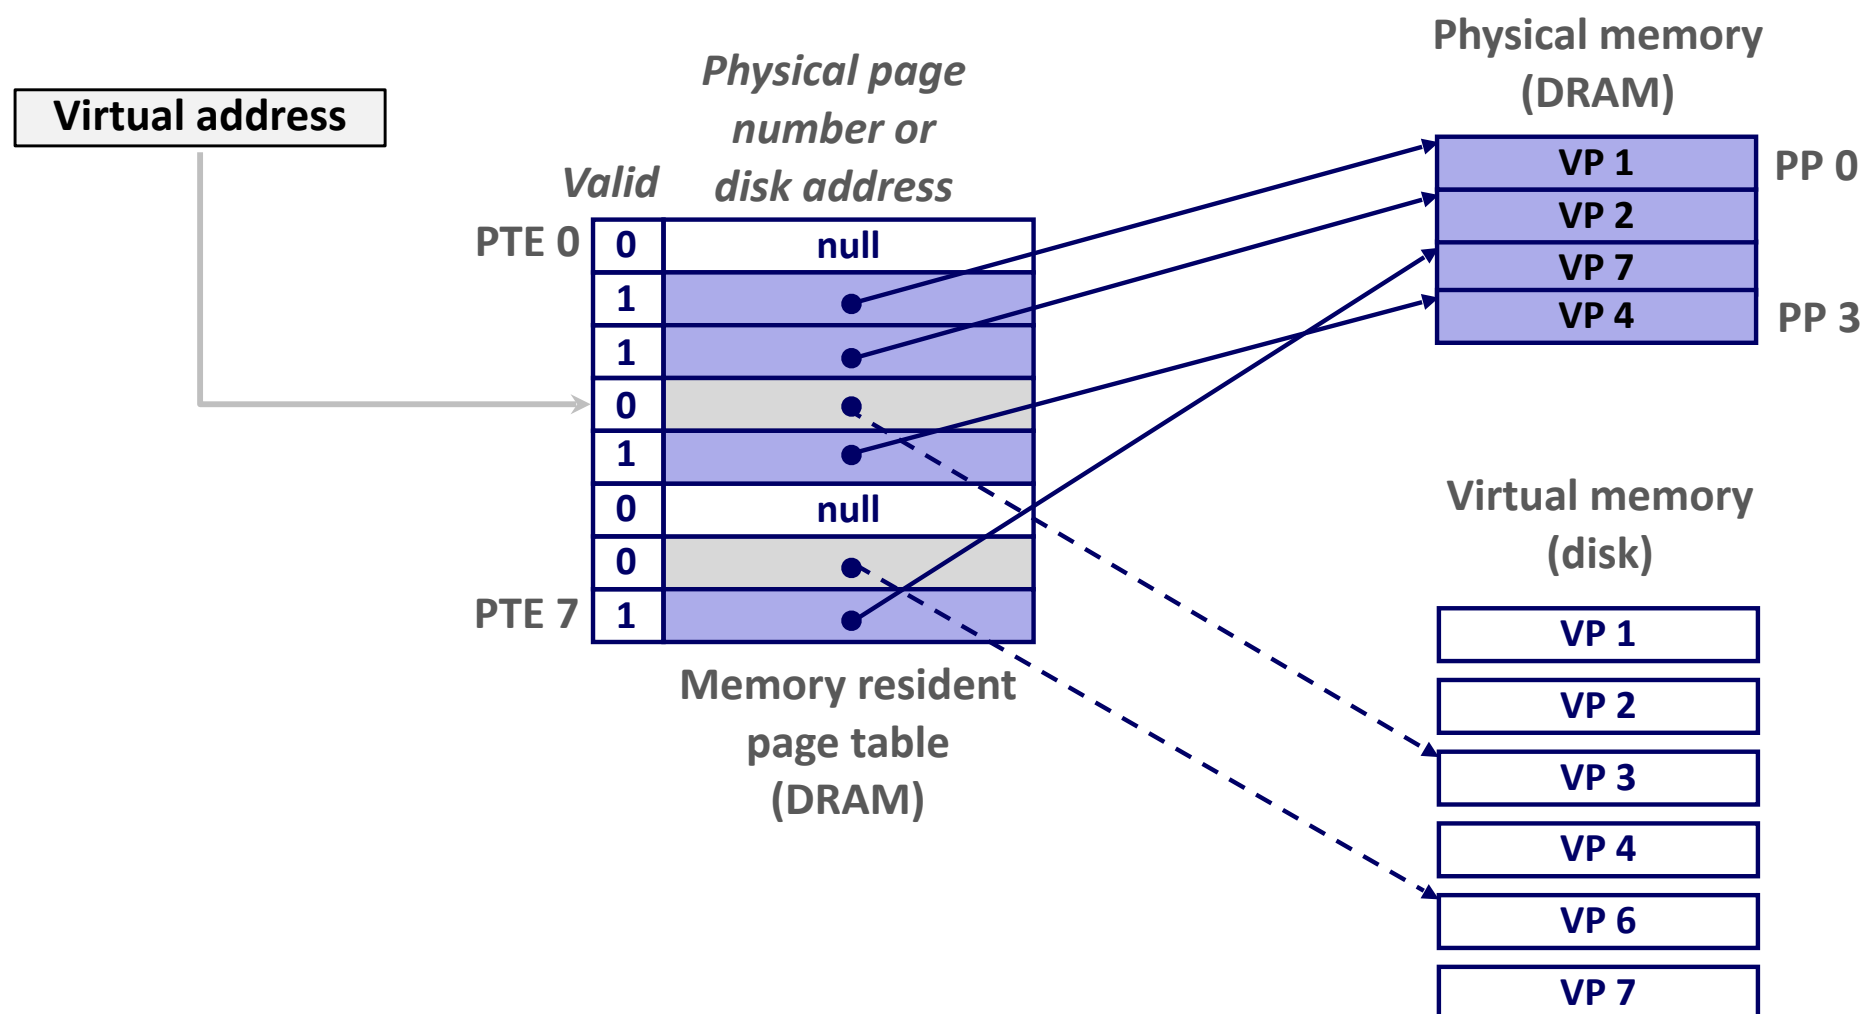 Virtual address
Physical page
number or
disk address
Valid
PTE 0
0
null
1
1
0
1
0
null
0
PTE 7
1
Memory resident
page table
(DRAM)
Physical memory
(DRAM)
VP 1
PP 0
VP 2
VP 7
VP 4
PP 3
Virtual memory
(disk)
VP 1
VP 2
VP 3
VP 4
VP 6
VP 7